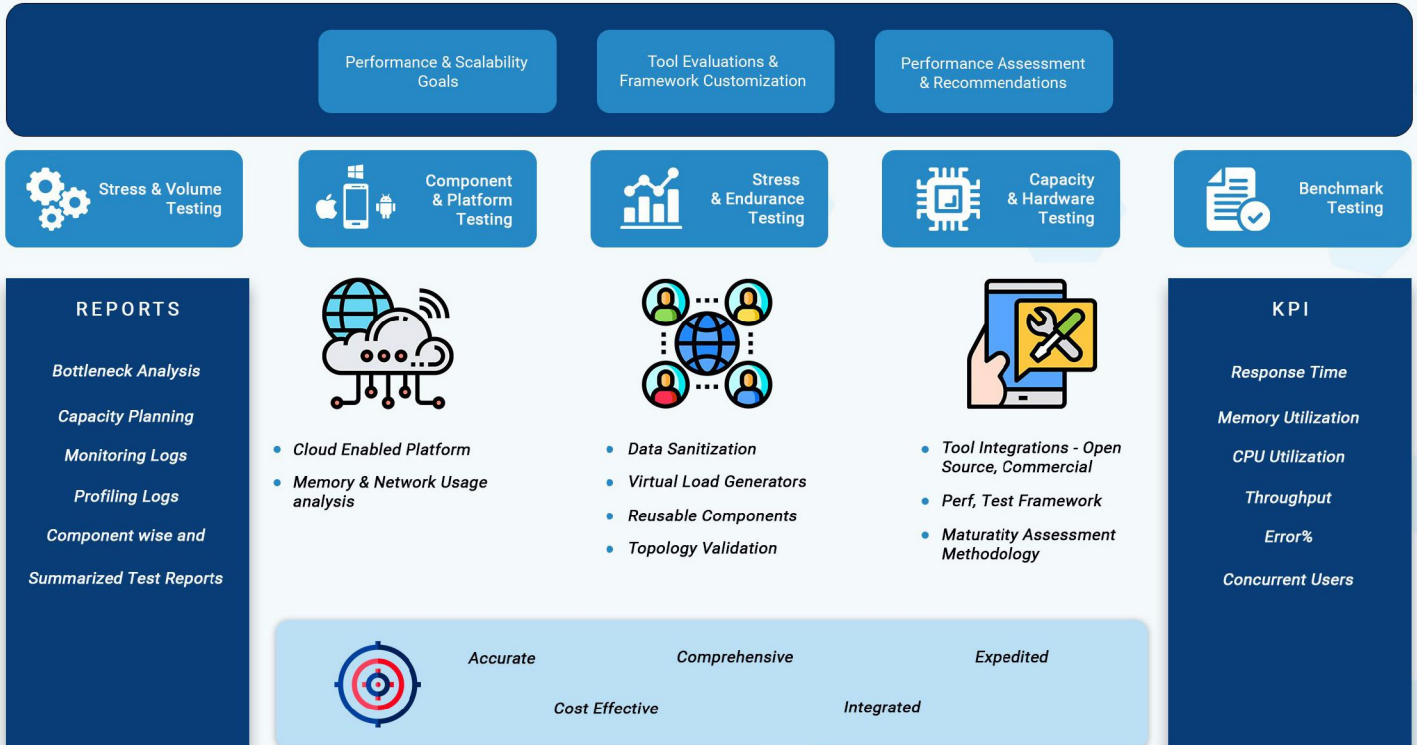 Performance & Scalability
Goals
Tool Evaluations &
Framework Customization
Performance Assessment
& Recommendations
Stress & Volume
Testing
Component
& Platform
Testing
Stress
& Endurance
Testing
Capacity
& Hardware
Testing
Benchmark
Testing
REPORTS
Bottleneck Analysis
Capacity Planning
Monitoring Logs
Profiling Logs
Component wise and
Summarized Test Reports
Cloud Enabled Platform
Memory & Network Usage
analysis
Data Sanitization
Virtual Load Generators
Reusable Components
Topology Validation
Tool Integrations - Open
Source, Commercial
Perf, Test Framework
Maturatity Assessment
Methodology
KPI
Response Time
Memory Utilization
CPU Utilization
Throughput
Error%
Concurrent Users
Accurate
Comprehensive
Expedited
Cost Effective
Integrated